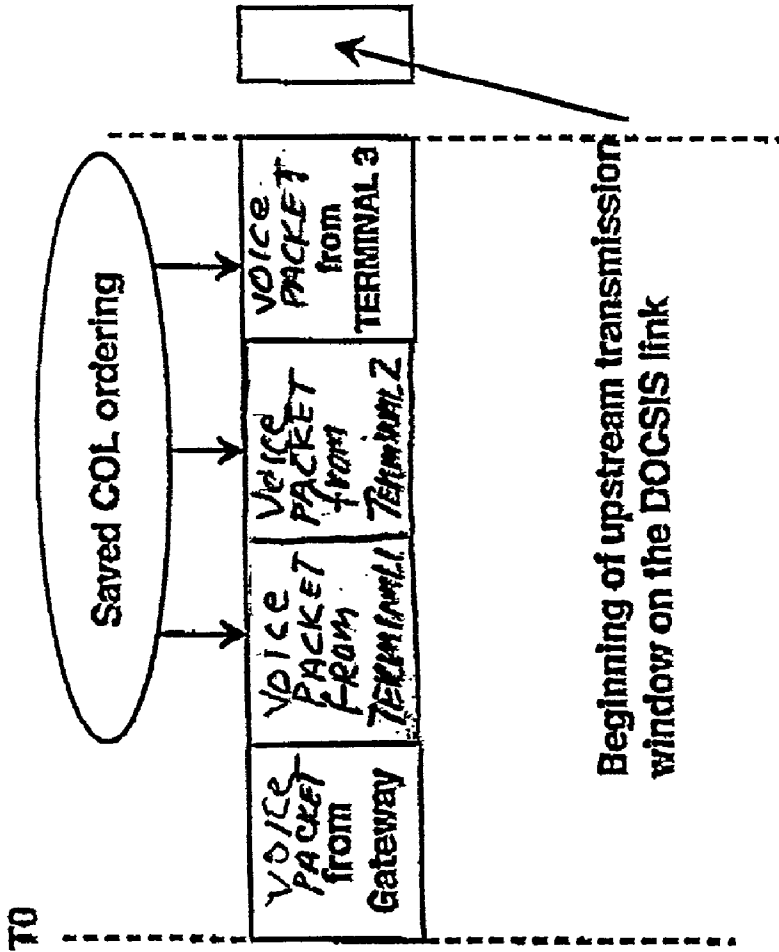 T0
Saved COL ordering
VOICE
PACKET
from
Gateway
VOICE
PACKET
FROM
TERMINAL 1
VOICE
PACKET
from
TERMINAL 2
VOICE
PACKET
from
TERMINAL 3
Beginning of upstream transmission
window on the DOCSIS link